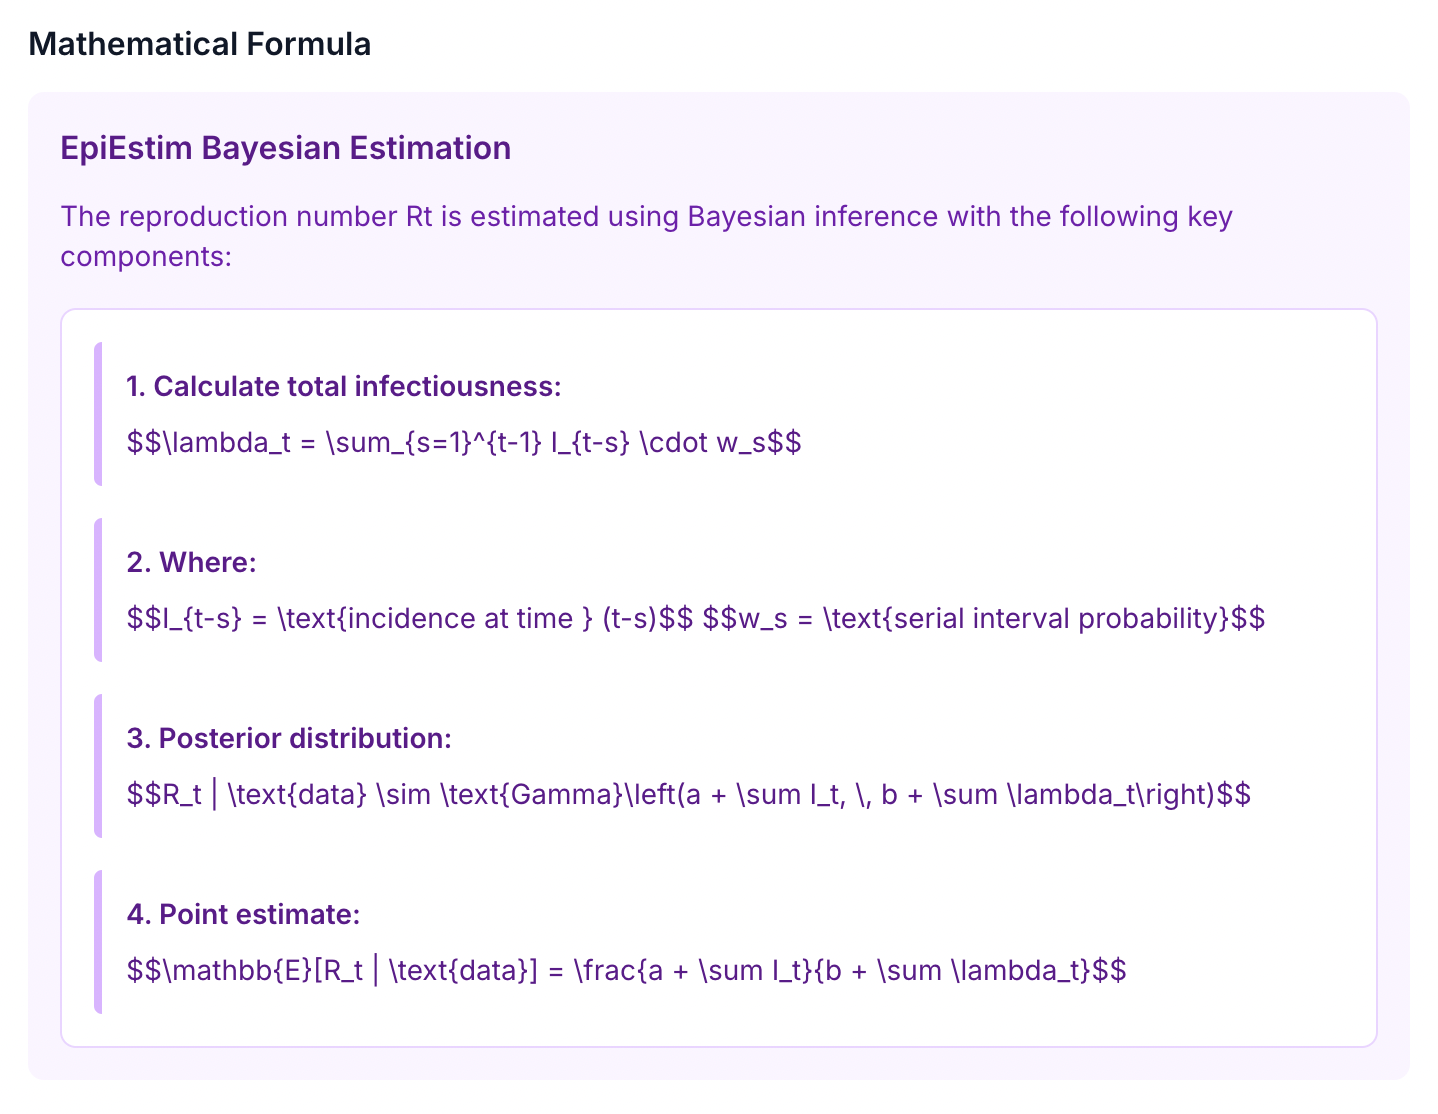 Mathematical Formula
EpiEstim Bayesian Estimation
The reproduction number Rt is estimated using Bayesian inference with the following key
components:
1. Calculate total infectiousness:
$$\lambda_t = \sum_{s=1}^{t-1} I_{t-s} \cdot w_s$$
2. Where:
$$I_{t-s} = \text{incidence at time } (t-s)$$ $$w_s = \text{serial interval probability}$$
3. Posterior distribution:
$$R_t | \text{data} \sim \text{Gamma}\left(a + \sum I_t, \, b + \sum \lambda_t\right)$$
4. Point estimate:
$$\mathbb{E}[R_t | \text{data}] = \frac{a + \sum I_t}{b + \sum \lambda_t}$$